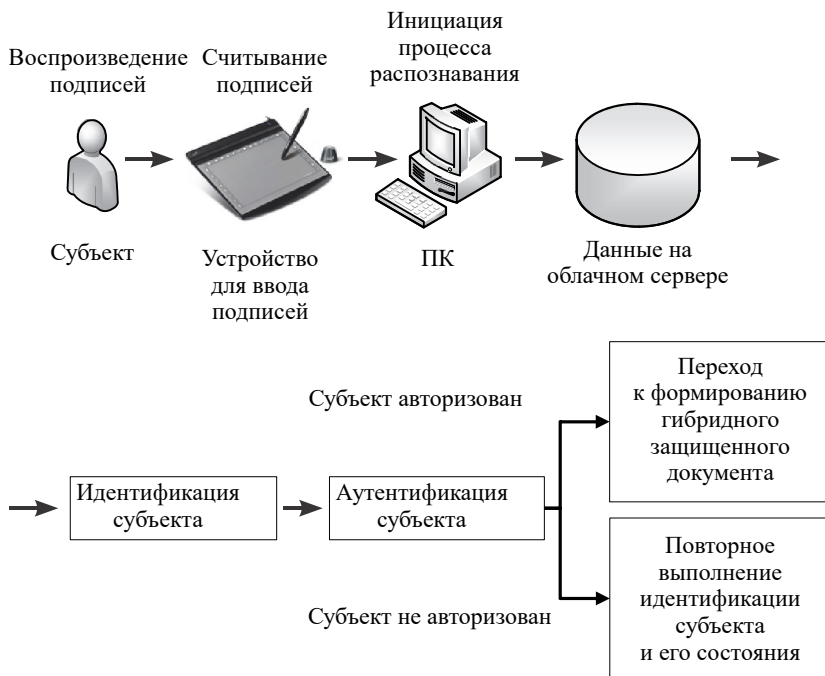 Воспроизведение
подписей
Считывание
подписей
Инициация
процесса
распознавания
Субъект
Устройство
для ввода
подписей
ПК
Данные на
облачном сервере
Идентификация
субъекта
Аутентификация
субъекта
Субъект авторизован
Переход
к формированию
гибридного
защищенного
документа
Субъект не авторизован
Повторное
выполнение
идентификации
субъекта
и его состояния